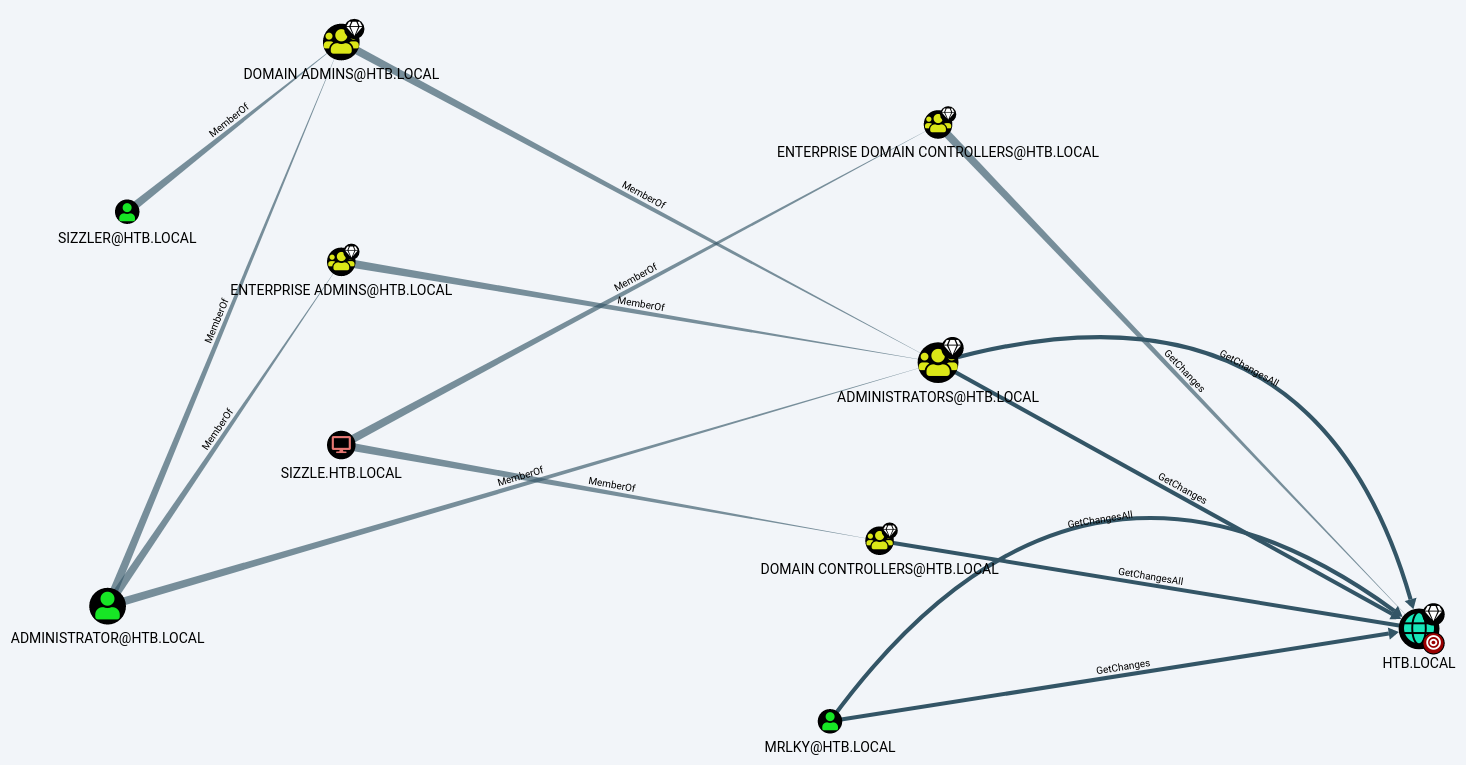 DOMAIN ADMINS@HTB.LOCAL
MemberOf
ENTERPRISE DOMAIN CONTROLLERS@HTB.LOCAL
MemberOf
SIZZLER@HTB.LOCAL
MemberOf
ENTERPRISE ADMINS@HTB.LOCAL
MemberOf
MemberOf
GetChanges
GetChangesAll
ADMINISTRATORS@HTB.LOCAL
MemberOf
SIZZLE.HTB.LOCAL
MemberOf
MemberOf
GetChanges
GetChangesAll
DOMAIN CONTROLLERS@HTB.LOCAL
GetChangesAll
ADMINISTRATOR@HTB.LOCAL
GetChanges
HTB.LOCAL
MRLKY@HTB.LOCAL